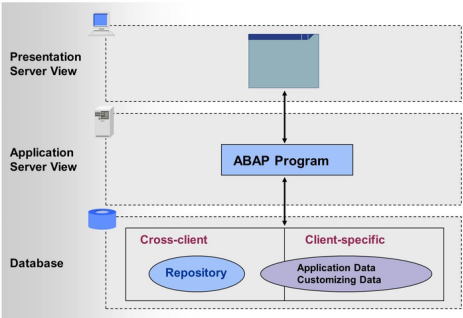 Presentation
Server View
Application
Server View
ABAP Program
Database
Cross-client
Client-specific
Repository
Application Data
Customizing Data